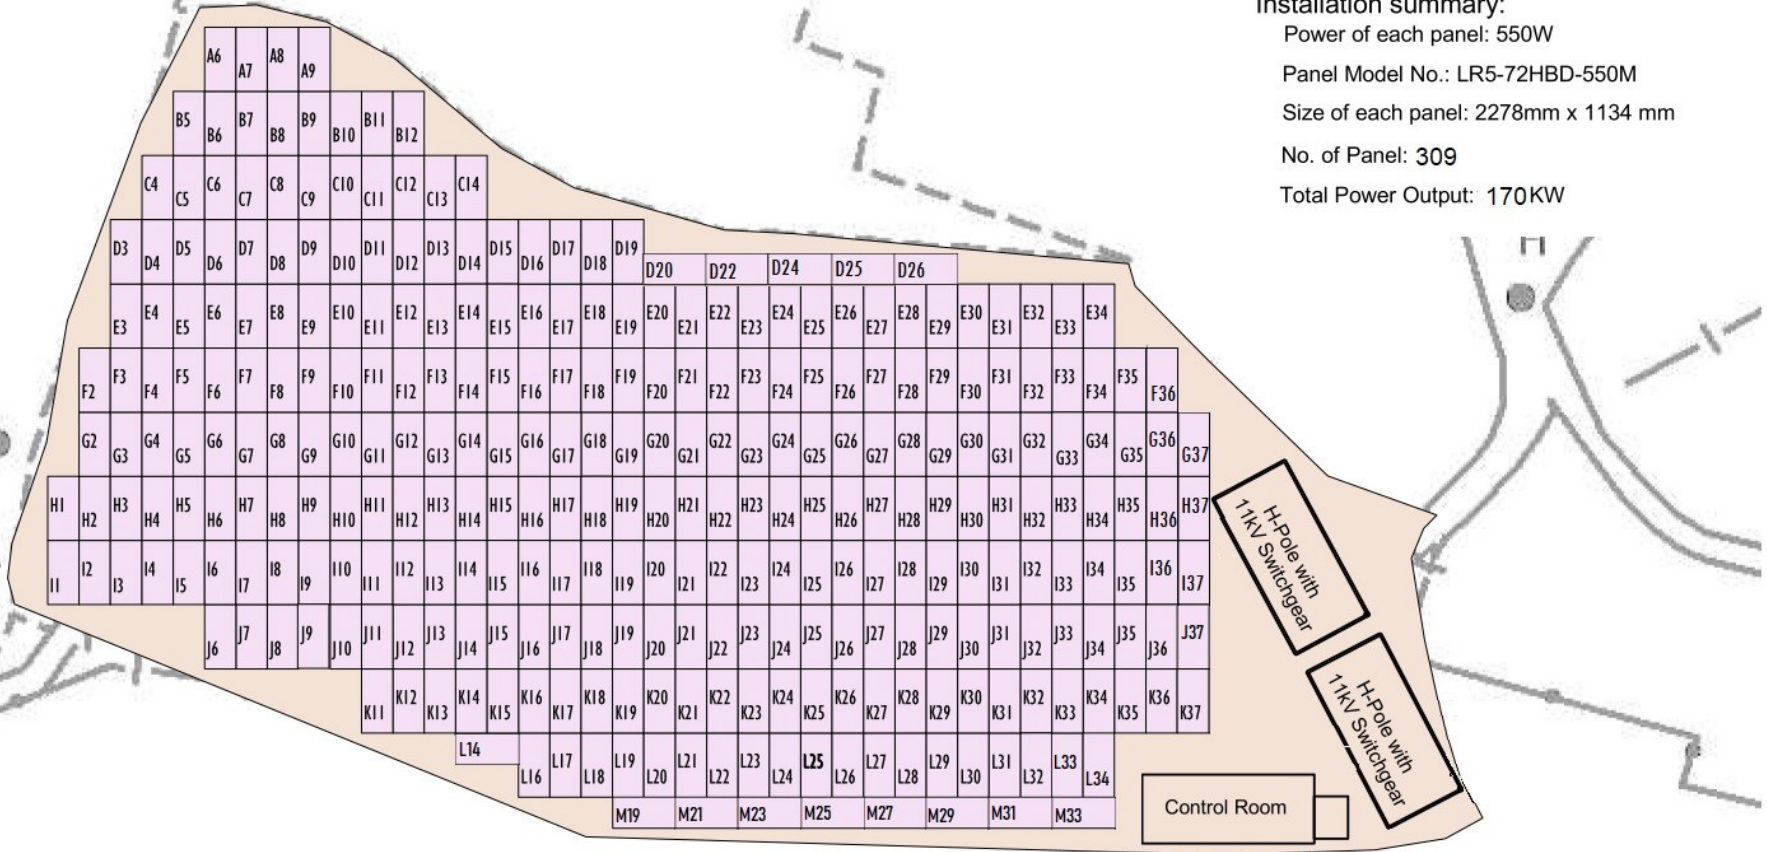 Installation summary:
Power of each panel: 550W
Panel Model No.: LR5-72HBD-550M
Size of each panel: 2278mm x 1134 mm
No. of Panel: 309
Total Power Output: 170KW
H
A6 A7 A8 A9
B5 B6 B7 B8 B9 B10 B11 B12
C4 C5 C6 C7 C8 C9 C10 C11 C12 C13 C14
D3 D4 D5 D6 D7 D8 D9 D10 D11 D12 D13 D14 D15 D16 D17 D18 D19 D20 D22 D24 D25 D26
E3 E4 E5 E6 E7 E8 E9 E10 E11 E12 E13 E14 E15 E16 E17 E18 E19 E20 E21 E22 E23 E24 E25 E26 E27 E28 E29 E30 E31 E32 E33 E34
F2 F3 F4 F5 F6 F7 F8 F9 F10 F11 F12 F13 F14 F15 F16 F17 F18 F19 F20 F21 F22 F23 F24 F25 F26 F27 F28 F29 F30 F31 F32 F33 F34 F35 F36
G2 G3 G4 G5 G6 G7 G8 G9 G10 G11 G12 G13 G14 G15 G16 G17 G18 G19 G20 G21 G22 G23 G24 G25 G26 G27 G28 G29 G30 G31 G32 G33 G34 G35 G36 G37
H1 H2 H3 H4 H5 H6 H7 H8 H9 H10 H11 H12 H13 H14 H15 H16 H17 H18 H19 H20 H21 H22 H23 H24 H25 H26 H27 H28 H29 H30 H31 H32 H33 H34 H35 H36 H37
I1 I2 I3 I4 I5 I6 I7 I8 I9 I10 I11 I12 I13 I14 I15 I16 I17 I18 I19 I20 I21 I22 I23 I24 I25 I26 I27 I28 I29 I30 I31 I32 I33 I34 I35 I36 I37
J6 J7 J8 J9 J10 J11 J12 J13 J14 J15 J16 J17 J18 J19 J20 J21 J22 J23 J24 J25 J26 J27 J28 J29 J30 J31 J32 J33 J34 J35 J36 J37
K11 K12 K13 K14 K15 K16 K17 K18 K19 K20 K21 K22 K23 K24 K25 K26 K27 K28 K29 K30 K31 K32 K33 K34 K35 K36 K37
L14 L16 L17 L18 L19 L20 L21 L22 L23 L24 L25 L26 L27 L28 L29 L30 L31 L32 L33 L34
M19 M21 M23 M25 M27 M29 M31 M33
H-Pole with
11kV Switchgear
H-Pole with
11kV Switchgear
Control Room